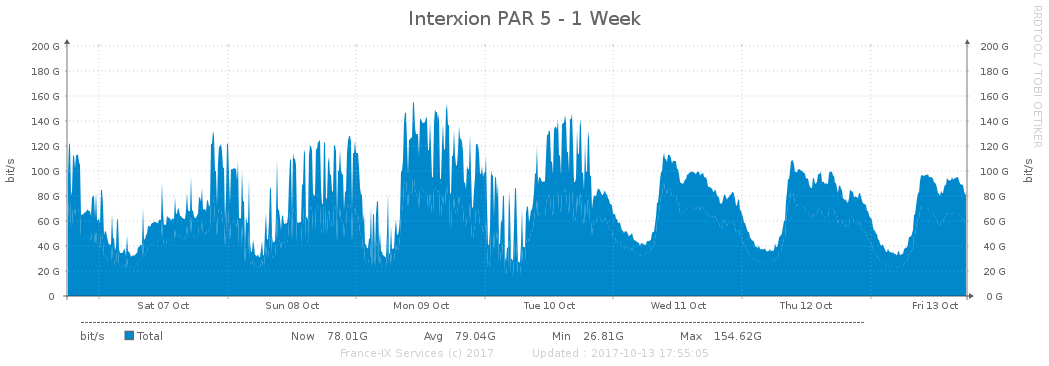 Interxion PAR 5 - 1 Week
RRDTOOL / TOBI OETIKER
200 G 200 G
180 G 180 G
160 G 160 G
140 G 140 G
120 G 120 G
100 G 100 G
80 G 80 G
60 G 60 G
40 G 40 G
20 G 20 G
0 0 G
bit/s
bit/s
Sat 07 Oct Sun 08 Oct Mon 09 Oct Tue 10 Oct Wed 11 Oct Thu 12 Oct Fri 13 Oct
bit/s Total Now 78.01G Avg 79.04G Min 26.81G Max 154.62G
France-IX Services (c) 2017 Updated : 2017-10-13 17:55:05